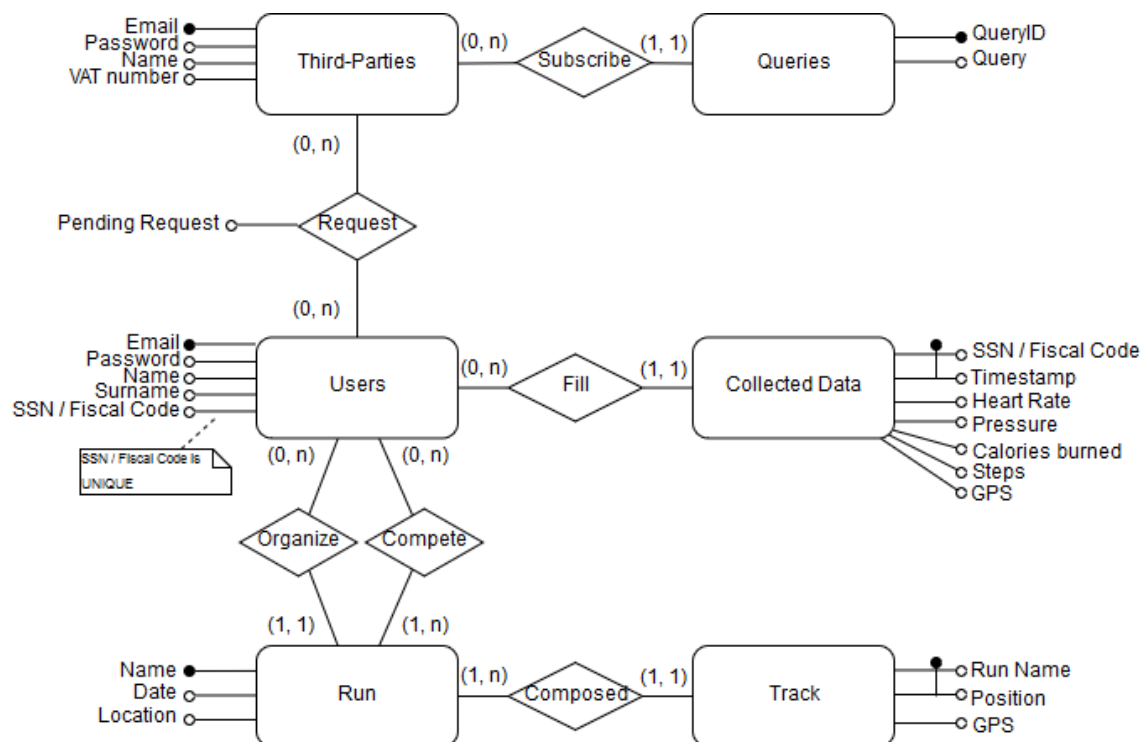 Email
Password
Name
VAT number
Third-Parties
(0, n)
Subscribe
(1, 1)
Queries
QueryID
Query
(0, n)
Pending Request
Request
(0, n)
Email
Password
Name
Surname
SSN / Fiscal Code
SSN / Fiscal Code is
UNIQUE
Users
(0, n)
Fill
(1, 1)
Collected Data
SSN / Fiscal Code
Timestamp
Heart Rate
Pressure
Calories burned
Steps
GPS
(0, n)
(0, n)
Organize
Compete
(1, 1)
(1, n)
Name
Date
Location
Run
(1, n)
Composed
(1, 1)
Track
Run Name
Position
GPS